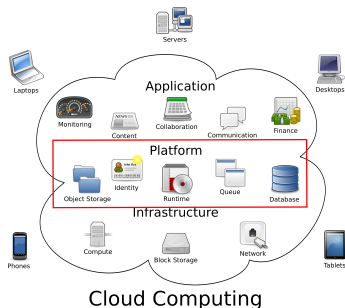 Servers
Laptops
Desktops
Application
Monitoring
NEWS
Content
Collaboration
Communication
Finance
Platform
Object Storage
Identity
Runtime
Queue
Database
Infrastructure
Compute
Block Storage
Network
Phones
Tablets
Cloud Computing